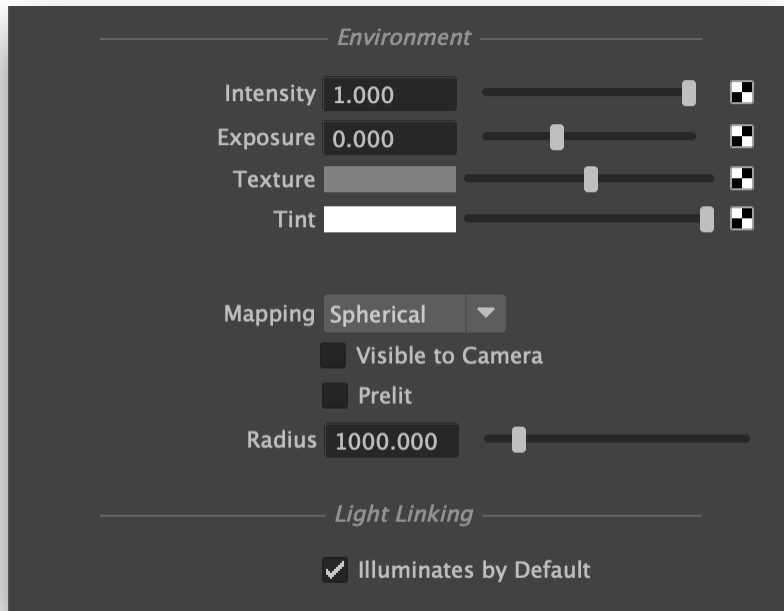 Environment
Intensity 1.000
Exposure 0.000
Texture
Tint
Mapping Spherical
Visible to Camera
Prelit
Radius 1000.000
Light Linking
Illuminates by Default